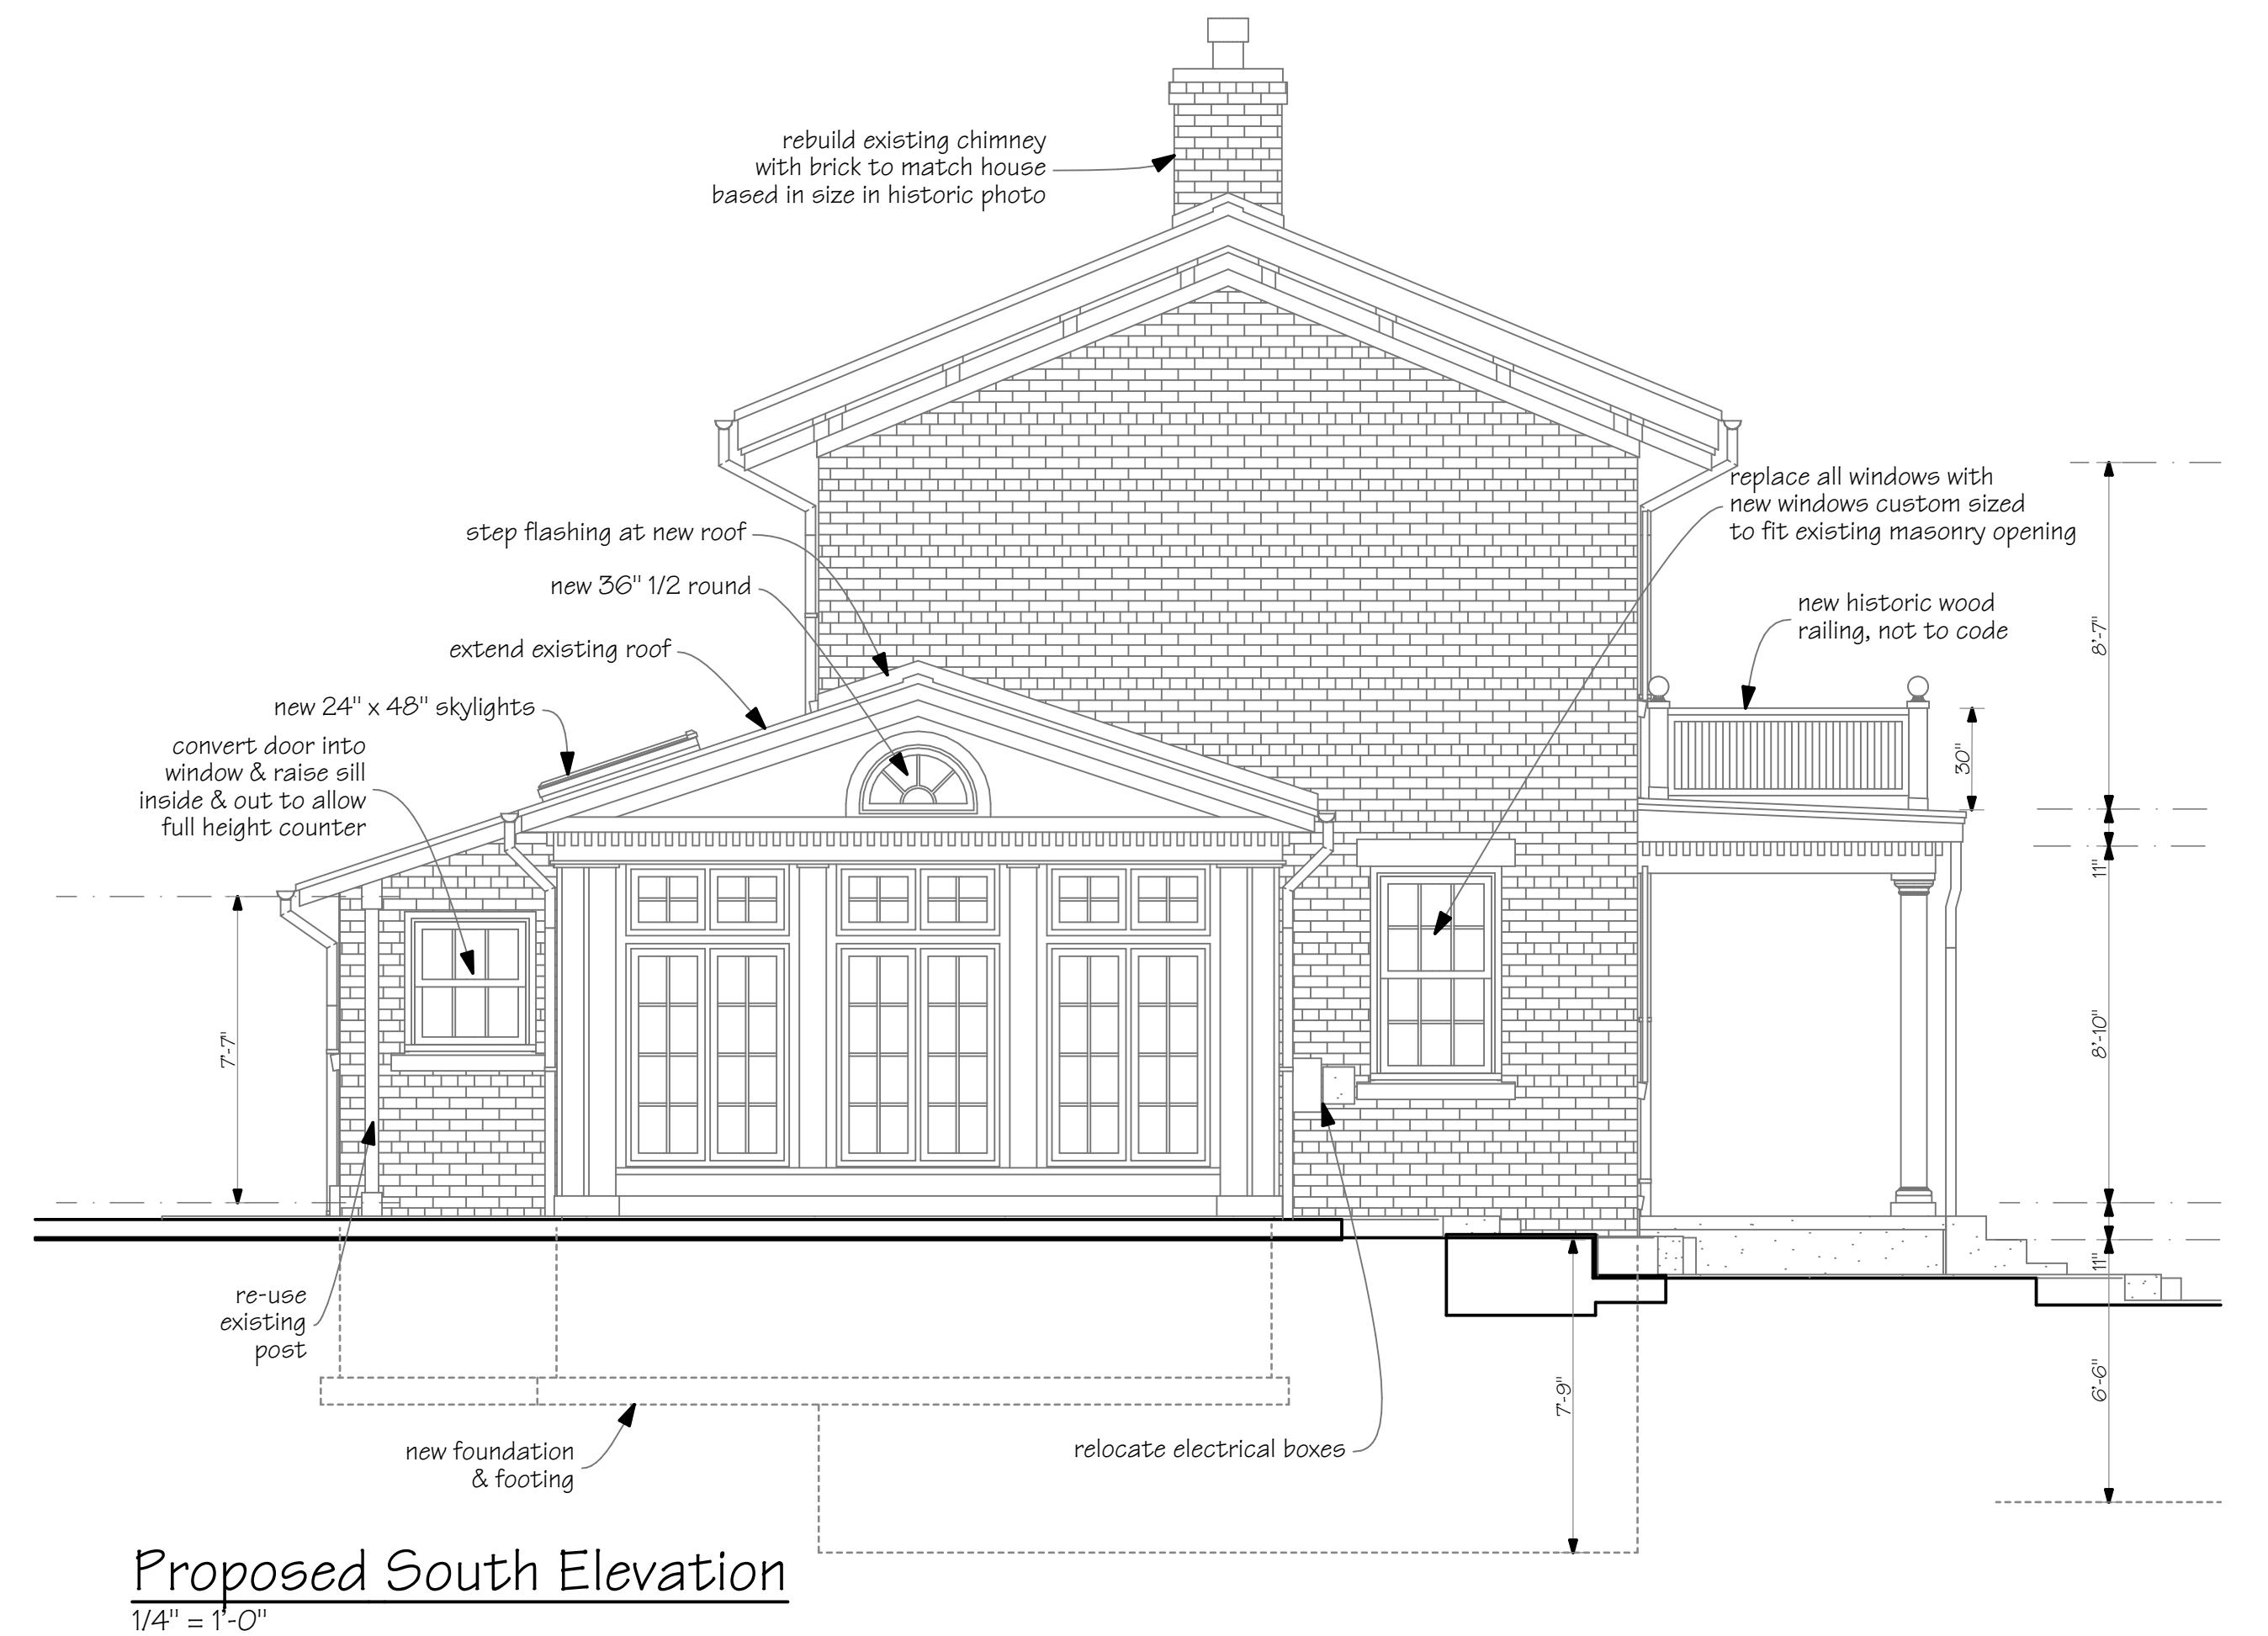 rebuild existing chimney
with brick to match house
based in size in historic photo
replace all windows with
new windows custom sized
to fit existing masonry opening
step flashing at new roof
new 36" 1/2 round
new historic wood
railing, not to code
extend existing roof
new 24" x 48" skylights
convert door into
window & raise sill
inside & out to allow
full height counter
8'-7"
30"
11"
8'-10"
7'-7"
11"
6'-6"
7'-9"
re-use
existing
post
new foundation
& footing
relocate electrical boxes
Proposed South Elevation
1/4" = 1'-0"